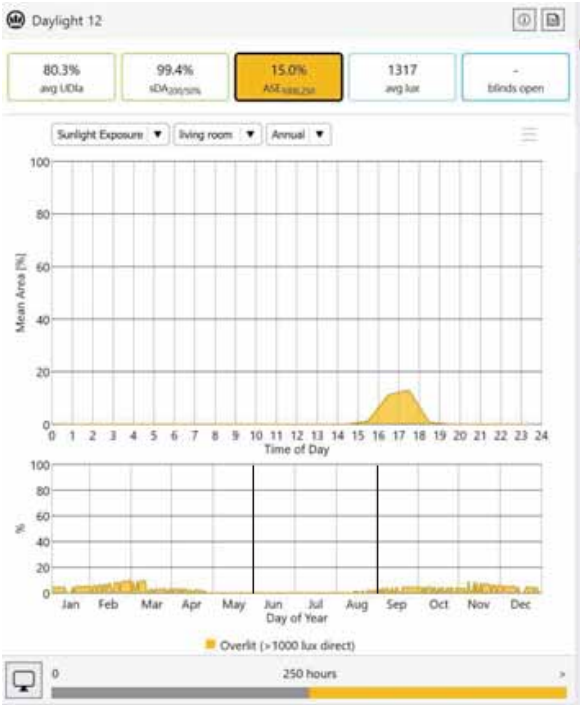 Daylight 12
80.3% 99.4% 15.0% 1317 -
avg UDIa sDA200/50% ASE1000,250 avg lux blinds open
Sunlight Exposure ▼ living room ▼ Annual ▼
100
80
60
40
20
0
Mean Area [%]
0 1 2 3 4 5 6 7 8 9 10 11 12 13 14 15 16 17 18 19 20 21 22 23 24
Time of Day
100
80
60
40
20
0
%
Jan Feb Mar Apr May Jun Jul Aug Sep Oct Nov Dec
Day of Year
Overlit (>1000 lux direct)
0 250 hours >